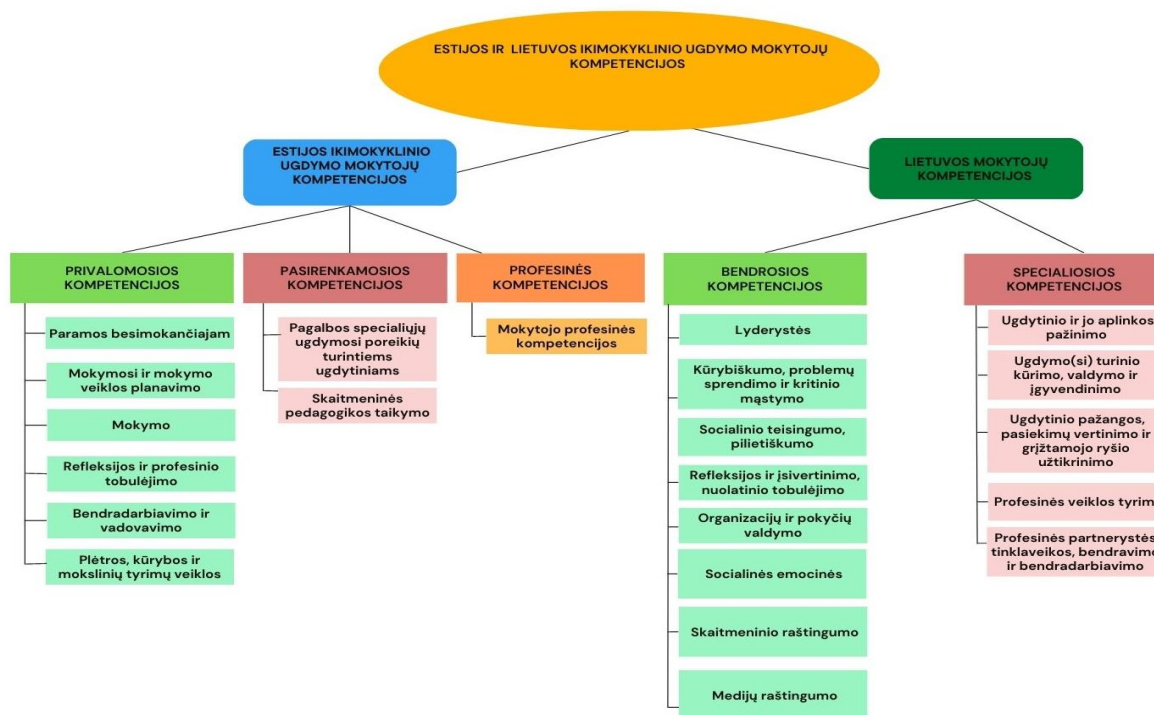 ESTIJOS IR LIETUVOS IKIMOKYKLINIO UGDYMO MOKYTOJŲ
KOMPETENCIJOS
ESTIJOS IKIMOKYKLINIO
UGDYMO MOKYTOJŲ
KOMPETENCIJOS
LIETUVOS MOKYTOJŲ
KOMPETENCIJOS
PRIVALOMOSIOS
KOMPETENCIJOS
Paramos besimokančiajam
Mokymosi ir mokymo
veiklos planavimo
Mokymo
Refleksijos ir profesinio
tobulėjimo
Bendradarbiavimo ir
vadovavimo
Plėtros, kūrybos ir
mokslinių tyrimų veiklos
PASIRENKAMOSIOS
KOMPETENCIJOS
Pagalbos specialiųjų
ugdymosi poreikių
turintiems
ugdytiniams
Skaitmeninės
pedagogikos taikymo
PROFESINĖS
KOMPETENCIJOS
Mokytojo profesinės
kompetencijos
BENDROSIOS
KOMPETENCIJOS
Lyderystės
Kūrybiškumo, problemų
sprendimo ir kritinio
mąstymo
Socialinio teisingumo,
pilietiškumo
Refleksijos ir įsivertinimo,
nuolatinio tobulėjimo
Organizacijų ir pokyčių
valdymo
Socialinės emocinės
Skaitmeninio raštingumo
Medijų raštingumo
SPECIALIOSIOS
KOMPETENCIJOS
Ugdytinio ir jo aplinkos
pažinimo
Ugdymo(si) turinio
kūrimo, valdymo ir
įgyvendinimo
Ugdytinio pažangos,
pasiekimų vertinimo ir
grįžtamojo ryšio
užtikrinimo
Profesinės veiklos
Profesinės partnerystės
tinklaveikos,
ir bendradarbiavimo